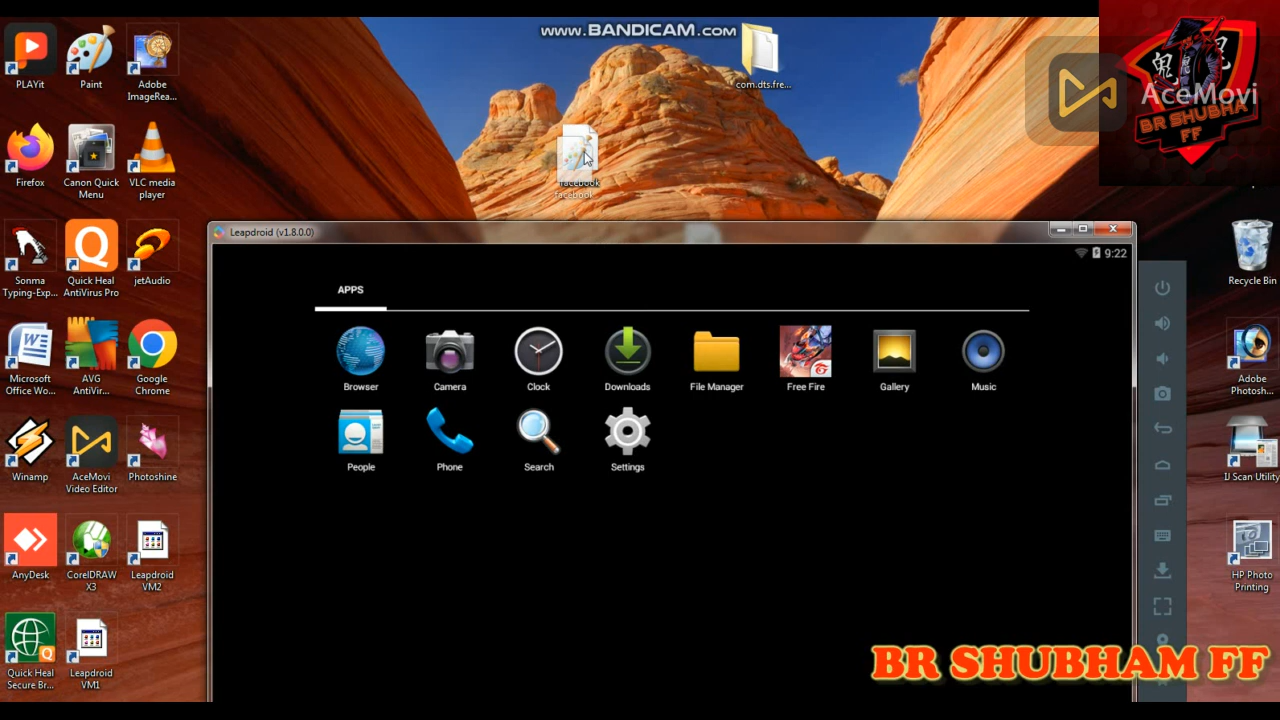 www.BANDICAM.com
PLAYit
Paint
Adobe
ImageRea...
com.dts.fre...
AceMovi
BR SHUBHA
FF
Firefox
Canon Quick
Menu
VLC media
player
facebook
facebook
Leapdroid (v1.8.0.0)
9:22
Sonma
Typing-Exp...
Quick Heal
AntiVirus Pro
jetAudio
Recycle Bin
APPS
Browser
Camera
Clock
Downloads
File Manager
Free Fire
Gallery
Music
Microsoft
Office Wo...
AVG
AntiVir...
Google
Chrome
Adobe
Photosh...
People
Phone
Search
Settings
Winamp
AceMovi
Video Editor
Photoshine
IJ Scan Utility
AnyDesk
CorelDRAW
X3
Leapdroid
VM2
HP Photo
Printing
Quick Heal
Secure Br...
Leapdroid
VM1
BR SHUBHAM FF